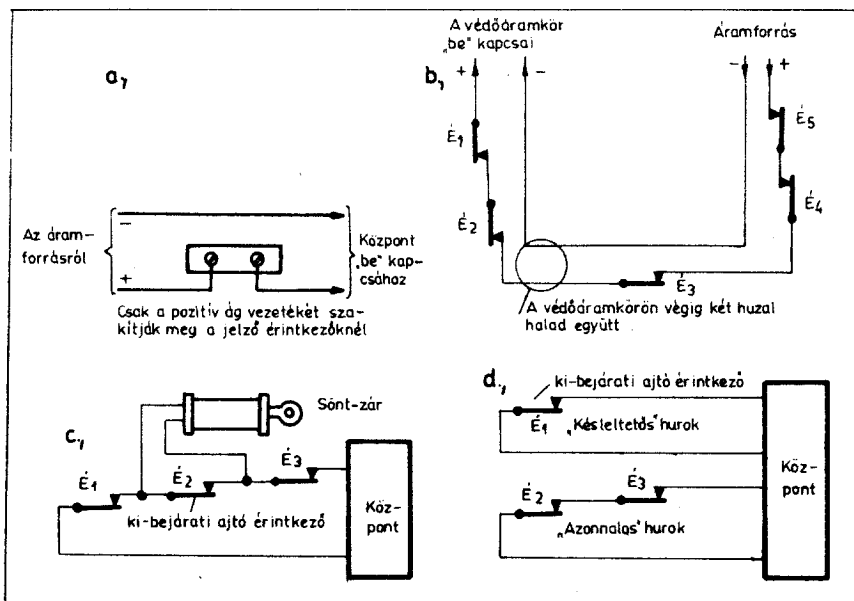 a,
Az áram-
forrásról
−
+
Központ
„be" kap-
csához
Csak a pozitív ág vezetékét sza-
kítják meg a jelző érintkezőknél
b,
A védőáramkör
„be" kapcsai
+
−
Áramforrás
−
+
É1
É2
É5
É4
É3
A védőáramkörön végig két huzal
halad együtt
c,
Sönt-zár
É1
É2
É3
ki-bejárati ajtó érintkező
Köz-
pont
d,
ki-bejárati ajtó érintkező
É1
„Késleltetős" hurok
É2
É3
„Azonnalos" hurok
Köz-
pont